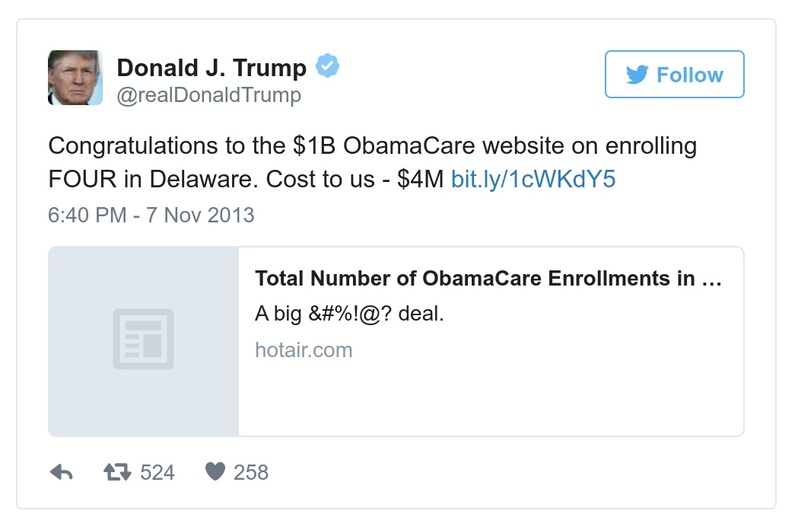 Donald J. Trump
@realDonaldTrump
Follow
Congratulations to the $1B ObamaCare website on enrolling
FOUR in Delaware. Cost to us - $4M bit.ly/1cWKdY5
6:40 PM - 7 Nov 2013
Total Number of ObamaCare Enrollments in …
A big &#%!@? deal.
hotair.com
524 258